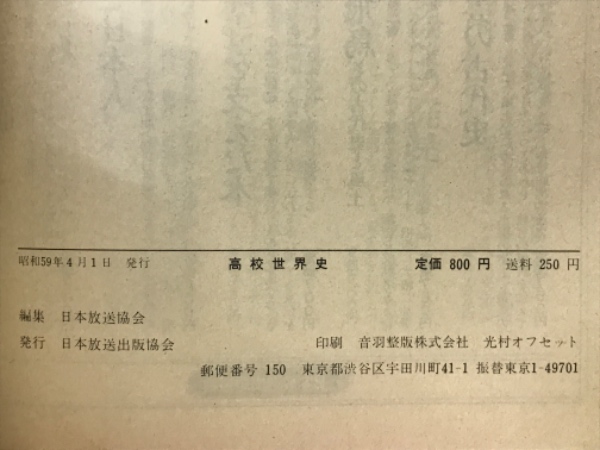 昭和59年4月1日 発行 高校世界史 定価 800 円 送料 250 円
編集 日本放送協会
発行 日本放送出版協会 印刷 音羽整版株式会社 光村オフセット
郵便番号 150 東京都渋谷区宇田川町41-1 振替東京1-49701